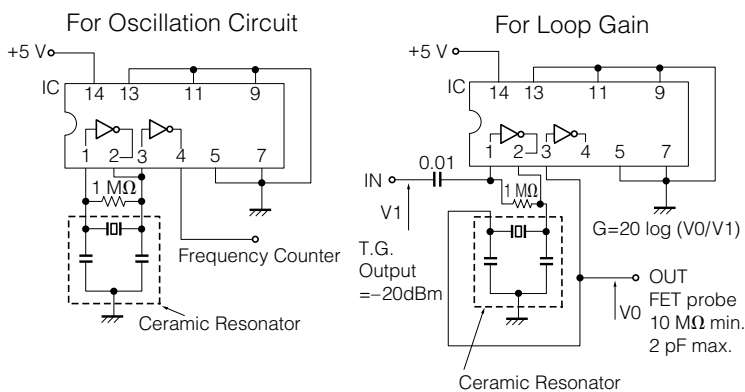 For Oscillation Circuit
+5 V
IC
14 13 11 9
1 2 3 4 5 7
1 MΩ
Frequency Counter
Ceramic Resonator
For Loop Gain
+5 V
IC
14 13 11 9
1 2 3 4 5 7
0.01
IN
1 MΩ
V1
G=20 log (V0/V1)
T.G.
Output
=−20dBm
OUT
V0
FET probe
10 MΩ min.
2 pF max.
Ceramic Resonator